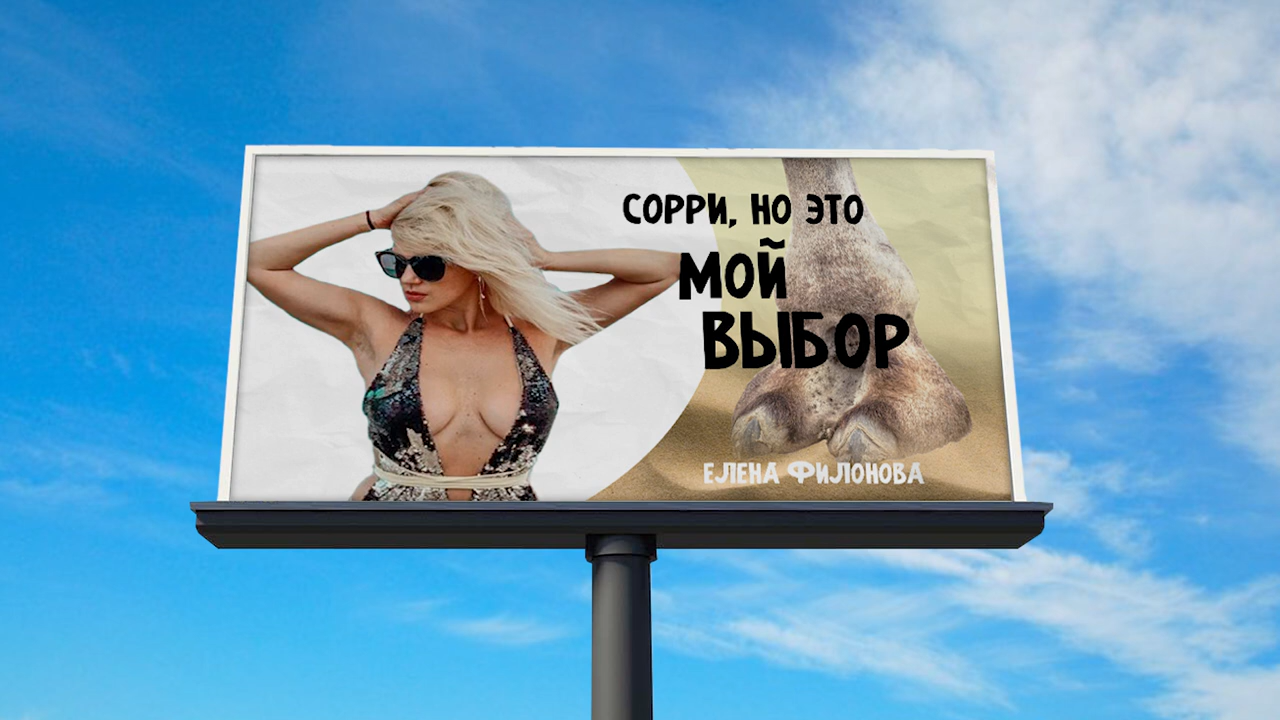 СОРРИ, НО ЭТО
МОЙ
ВЫБОР
ЕЛЕНА ФИЛОНОВА